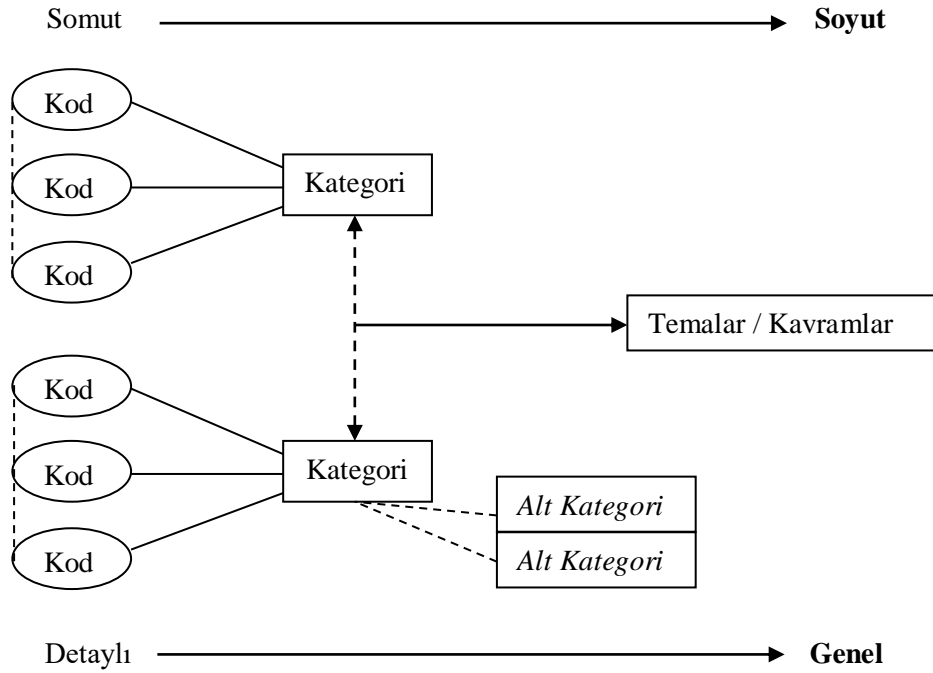 Somut
Soyut
Kod
Kod
Kategori
Kod
Temalar / Kavramlar
Kod
Kod
Kategori
Alt Kategori
Kod
Alt Kategori
Detaylı
Genel